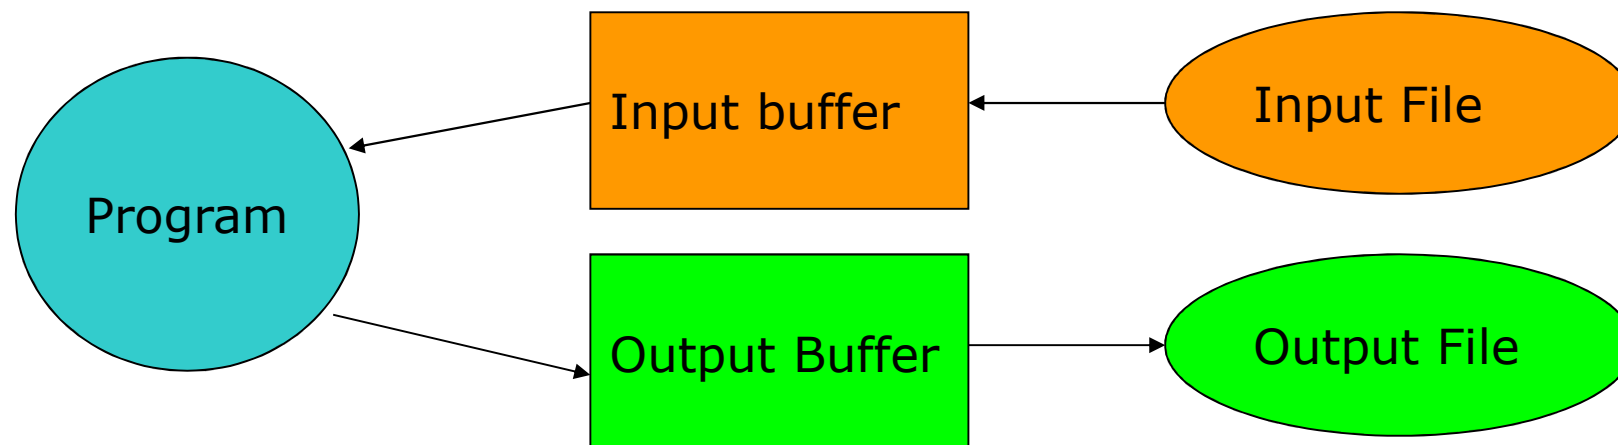 Program
Input buffer
Input File
Output Buffer
Output File